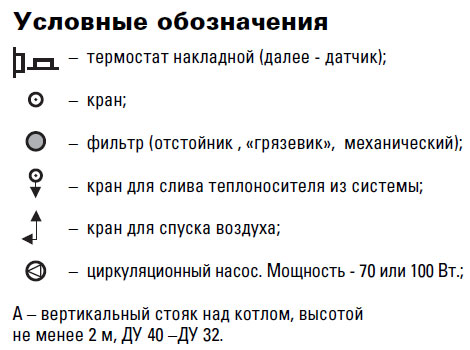 Условные обозначения
– термостат накладной (далее - датчик);
– кран;
– фильтр (отстойник , «грязевик», механический);
– кран для слива теплоносителя из системы;
– кран для спуска воздуха;
– циркуляционный насос. Мощность - 70 или 100 Вт.;
А – вертикальный стояк над котлом, высотой
не менее 2 м, ДУ 40 –ДУ 32.